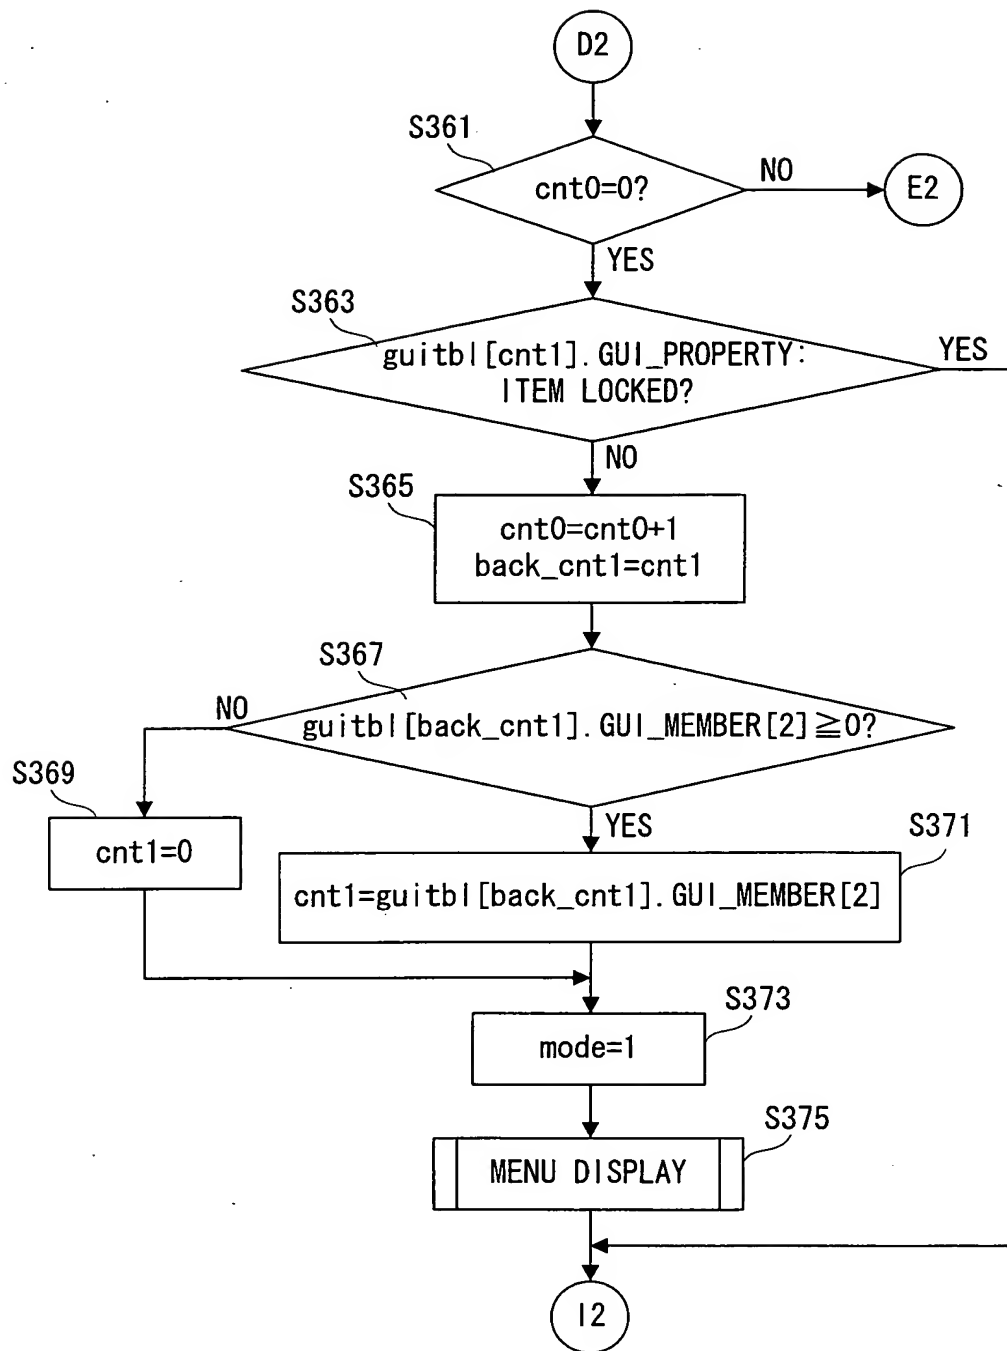 D2
S361
cnt0=0?
NO
E2
YES
S363
guitbl[cnt1].GUI_PROPERTY:
ITEM LOCKED?
YES
NO
S365
cnt0=cnt0+1
back_cnt1=cnt1
S367
NO
guitbl[back_cnt1].GUI_MEMBER[2]≧0?
S369
YES
S371
cnt1=0
cnt1=guitbl[back_cnt1].GUI_MEMBER[2]
S373
mode=1
S375
MENU DISPLAY
I2